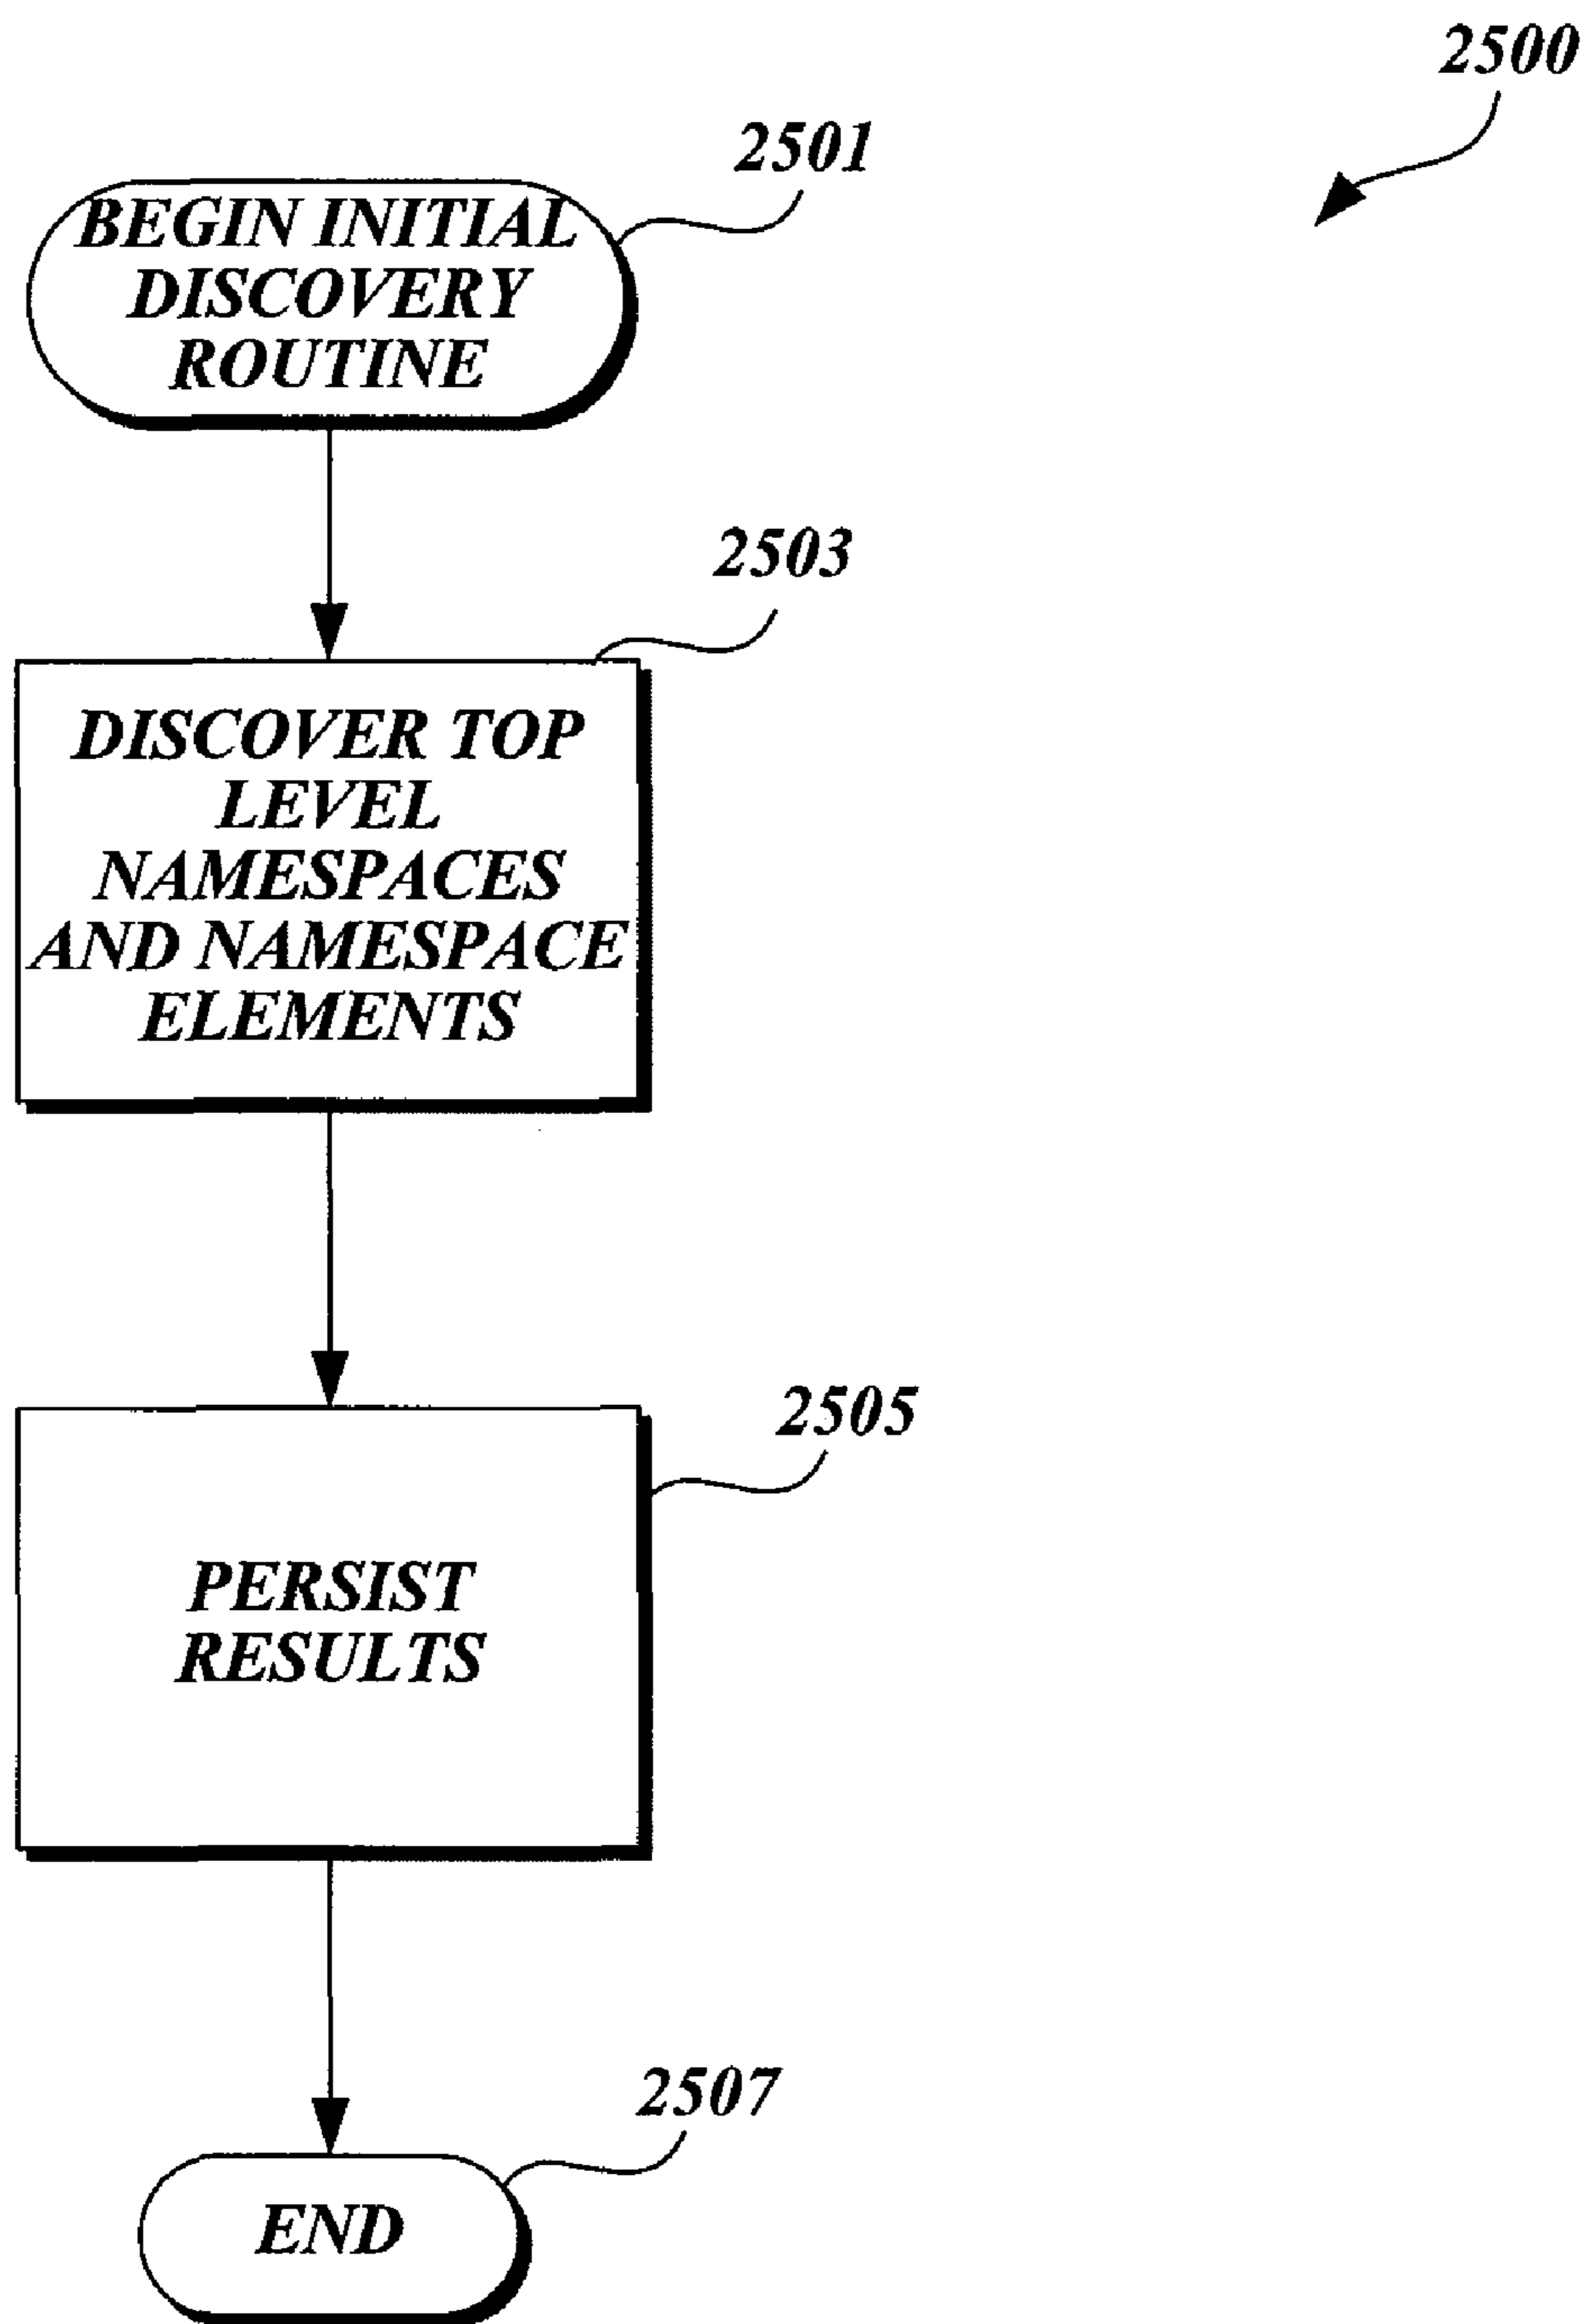 2500
2501
BEGIN INITIAL
DISCOVERY
ROUTINE
2503
DISCOVER TOP
LEVEL
NAMESPACES
AND NAMESPACE
ELEMENTS
2505
PERSIST
RESULTS
2507
END